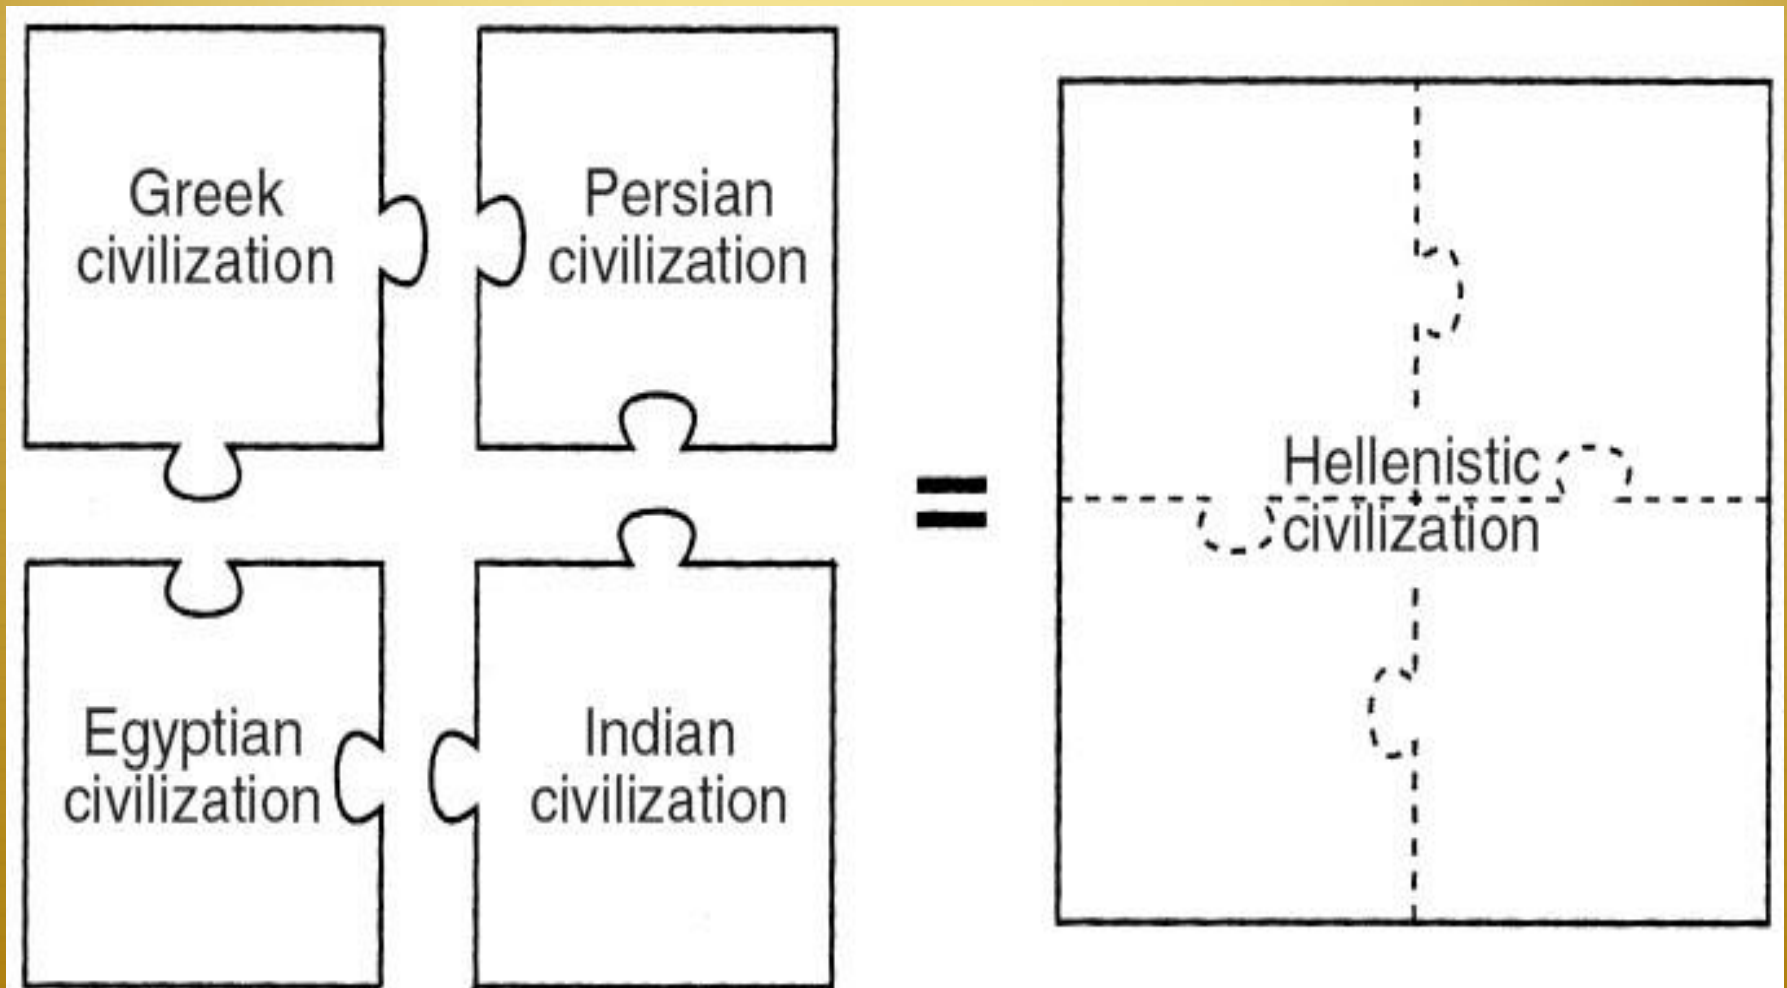 Greek
civilization
Persian
civilization
=
Hellenistic
civilization
Egyptian
civilization
Indian
civilization